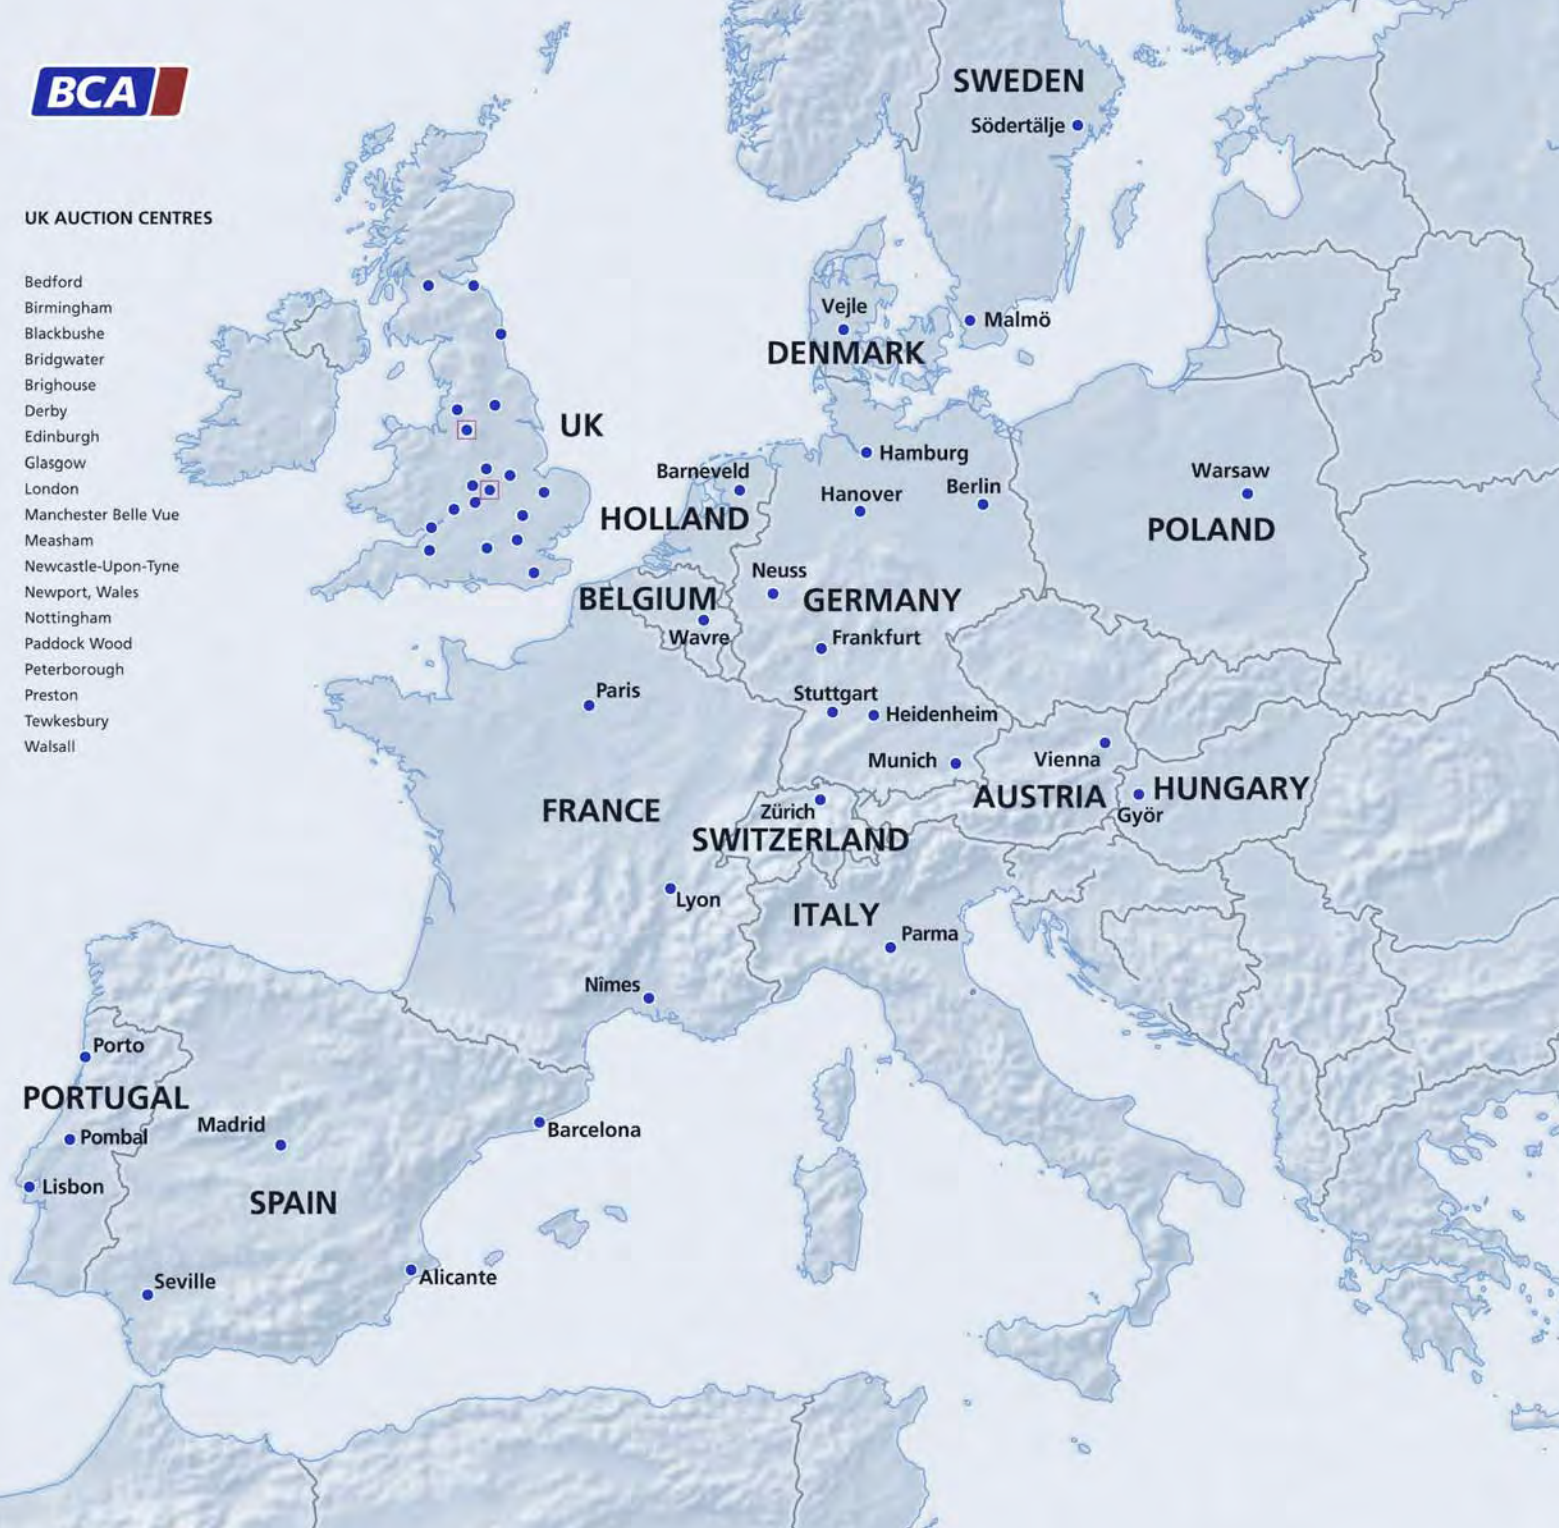 BCA
UK AUCTION CENTRES
Bedford
Birmingham
Blackbushe
Bridgwater
Brighouse
Derby
Edinburgh
Glasgow
London
Manchester Belle Vue
Measham
Newcastle-Upon-Tyne
Newport, Wales
Nottingham
Paddock Wood
Peterborough
Preston
Tewkesbury
Walsall
SWEDEN
Södertälje
Vejle
Malmö
DENMARK
UK
Hamburg
Barneveld
Warsaw
Hanover
Berlin
HOLLAND
POLAND
Neuss
BELGIUM
GERMANY
Wavre
Frankfurt
Paris
Stuttgart
Heidenheim
Munich
Vienna
HUNGARY
AUSTRIA
FRANCE
Zürich
Györ
SWITZERLAND
Lyon
ITALY
Parma
Nîmes
Porto
PORTUGAL
Madrid
Barcelona
Pombal
Lisbon
SPAIN
Alicante
Seville